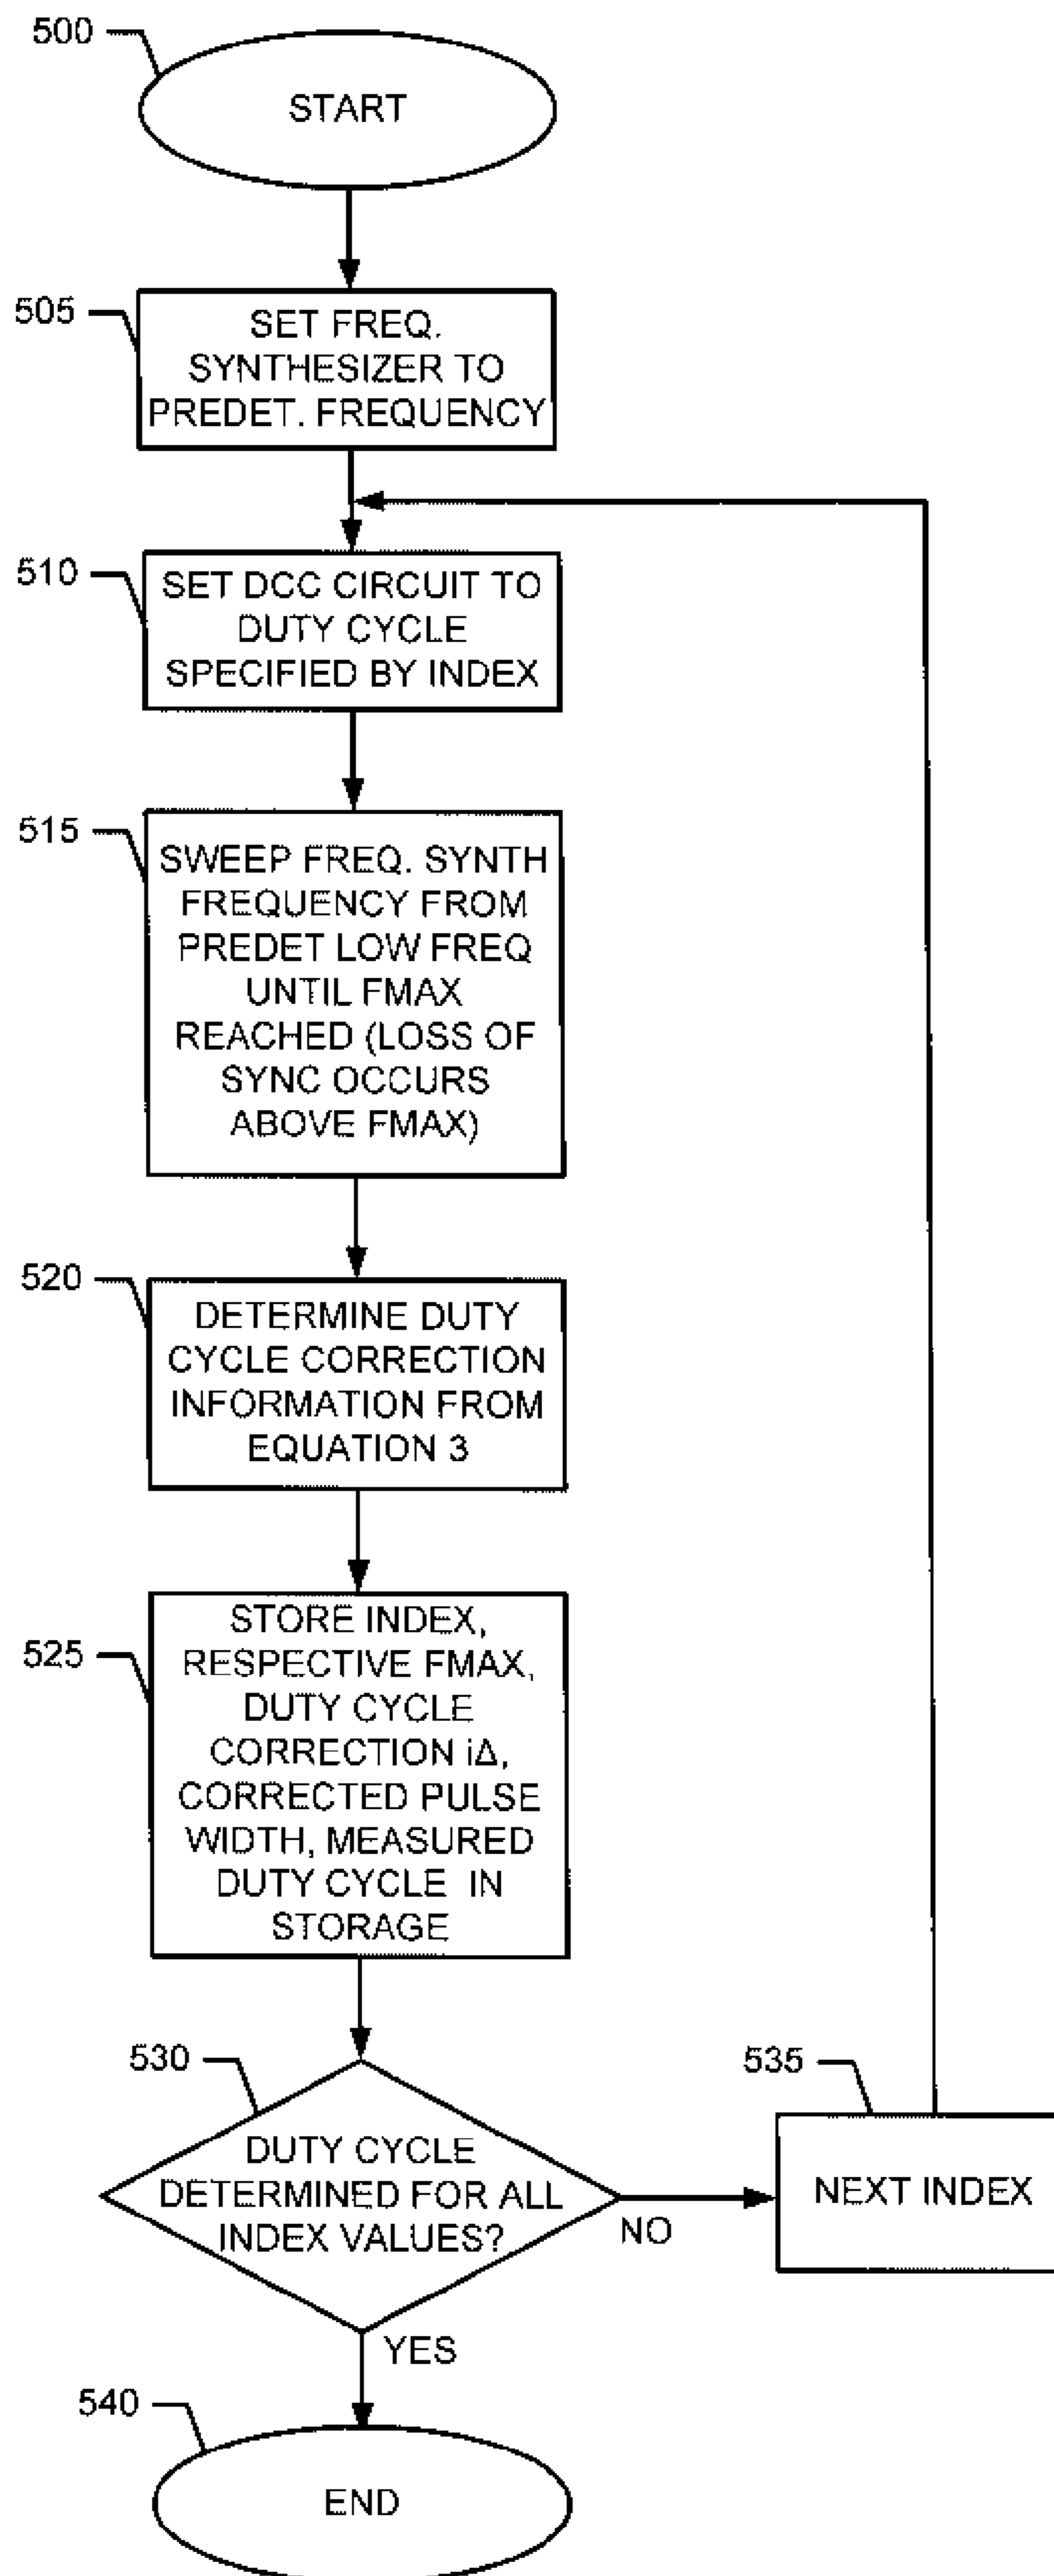 500
START
505
SET FREQ.
SYNTHESIZER TO
PREDET. FREQUENCY
510
SET DCC CIRCUIT TO
DUTY CYCLE
SPECIFIED BY INDEX
515
SWEEP FREQ. SYNTH
FREQUENCY FROM
PREDET LOW FREQ
UNTIL FMAX
REACHED (LOSS OF
SYNC OCCURS
ABOVE FMAX)
520
DETERMINE DUTY
CYCLE CORRECTION
INFORMATION FROM
EQUATION 3
525
STORE INDEX,
RESPECTIVE FMAX,
DUTY CYCLE
CORRECTION iΔ,
CORRECTED PULSE
WIDTH, MEASURED
DUTY CYCLE IN
STORAGE
530
DUTY CYCLE
DETERMINED FOR ALL
INDEX VALUES?
NO
535
NEXT INDEX
YES
540
END